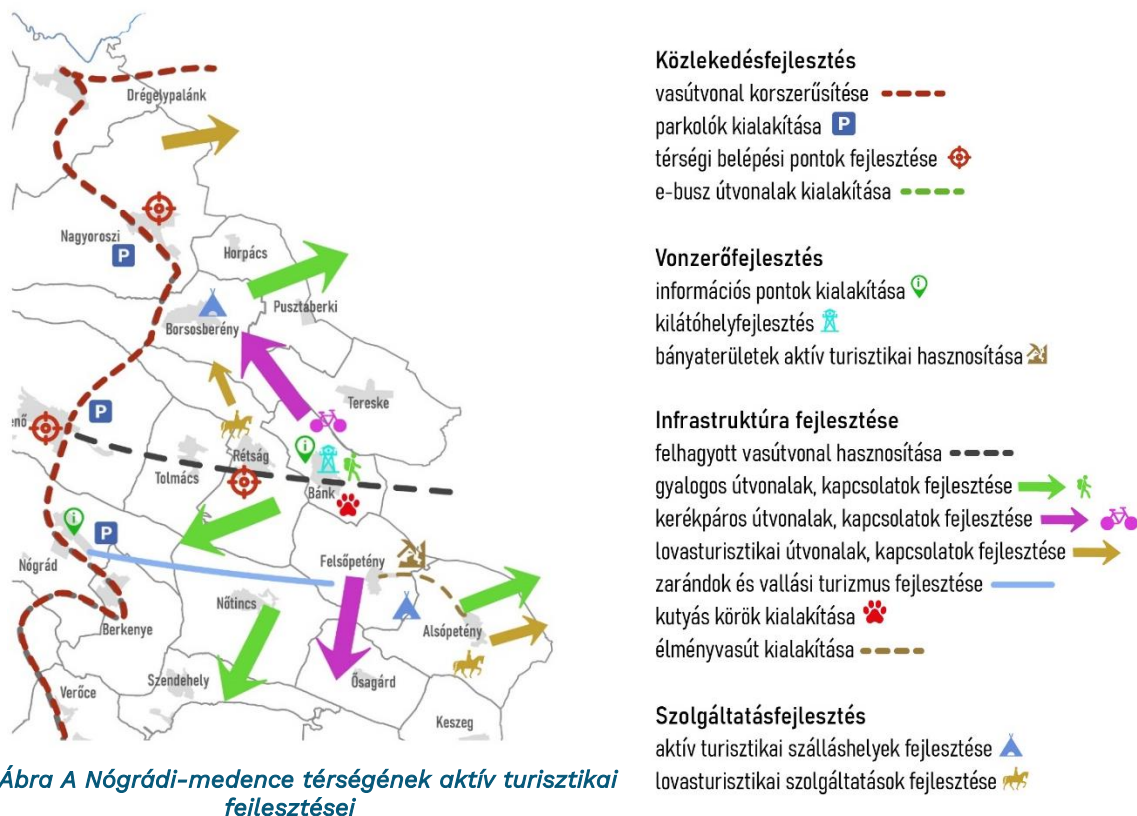 Drégelypalánk
Nagyoroszi
P
Horpács
Pusztaberki
Borsosberény
Tereske
enő
P
Rétság
Tolmács
Bánk
P
Nógrád
Felsőpetény
Nőtincs
Berkenye
Alsópetény
Szendehely
Ősagárd
Verőce
Keszeg
Ábra A Nógrádi-medence térségének aktív turisztikai
fejlesztései
Közlekedésfejlesztés
vasútvonal korszerűsítése
parkolók kialakítása P
térségi belépési pontok fejlesztése
e-busz útvonalak kialakítása
Vonzerőfejlesztés
információs pontok kialakítása
kilátóhelyfejlesztés
bányaterületek aktív turisztikai hasznosítása
Infrastruktúra fejlesztése
felhagyott vasútvonal hasznosítása
gyalogos útvonalak, kapcsolatok fejlesztése
kerékpáros útvonalak, kapcsolatok fejlesztése
lovasturisztikai útvonalak, kapcsolatok fejlesztése
zarándok és vallási turizmus fejlesztése
kutyás körök kialakítása
élményvasút kialakítása
Szolgáltatásfejlesztés
aktív turisztikai szálláshelyek fejlesztése
lovasturisztikai szolgáltatások fejlesztése